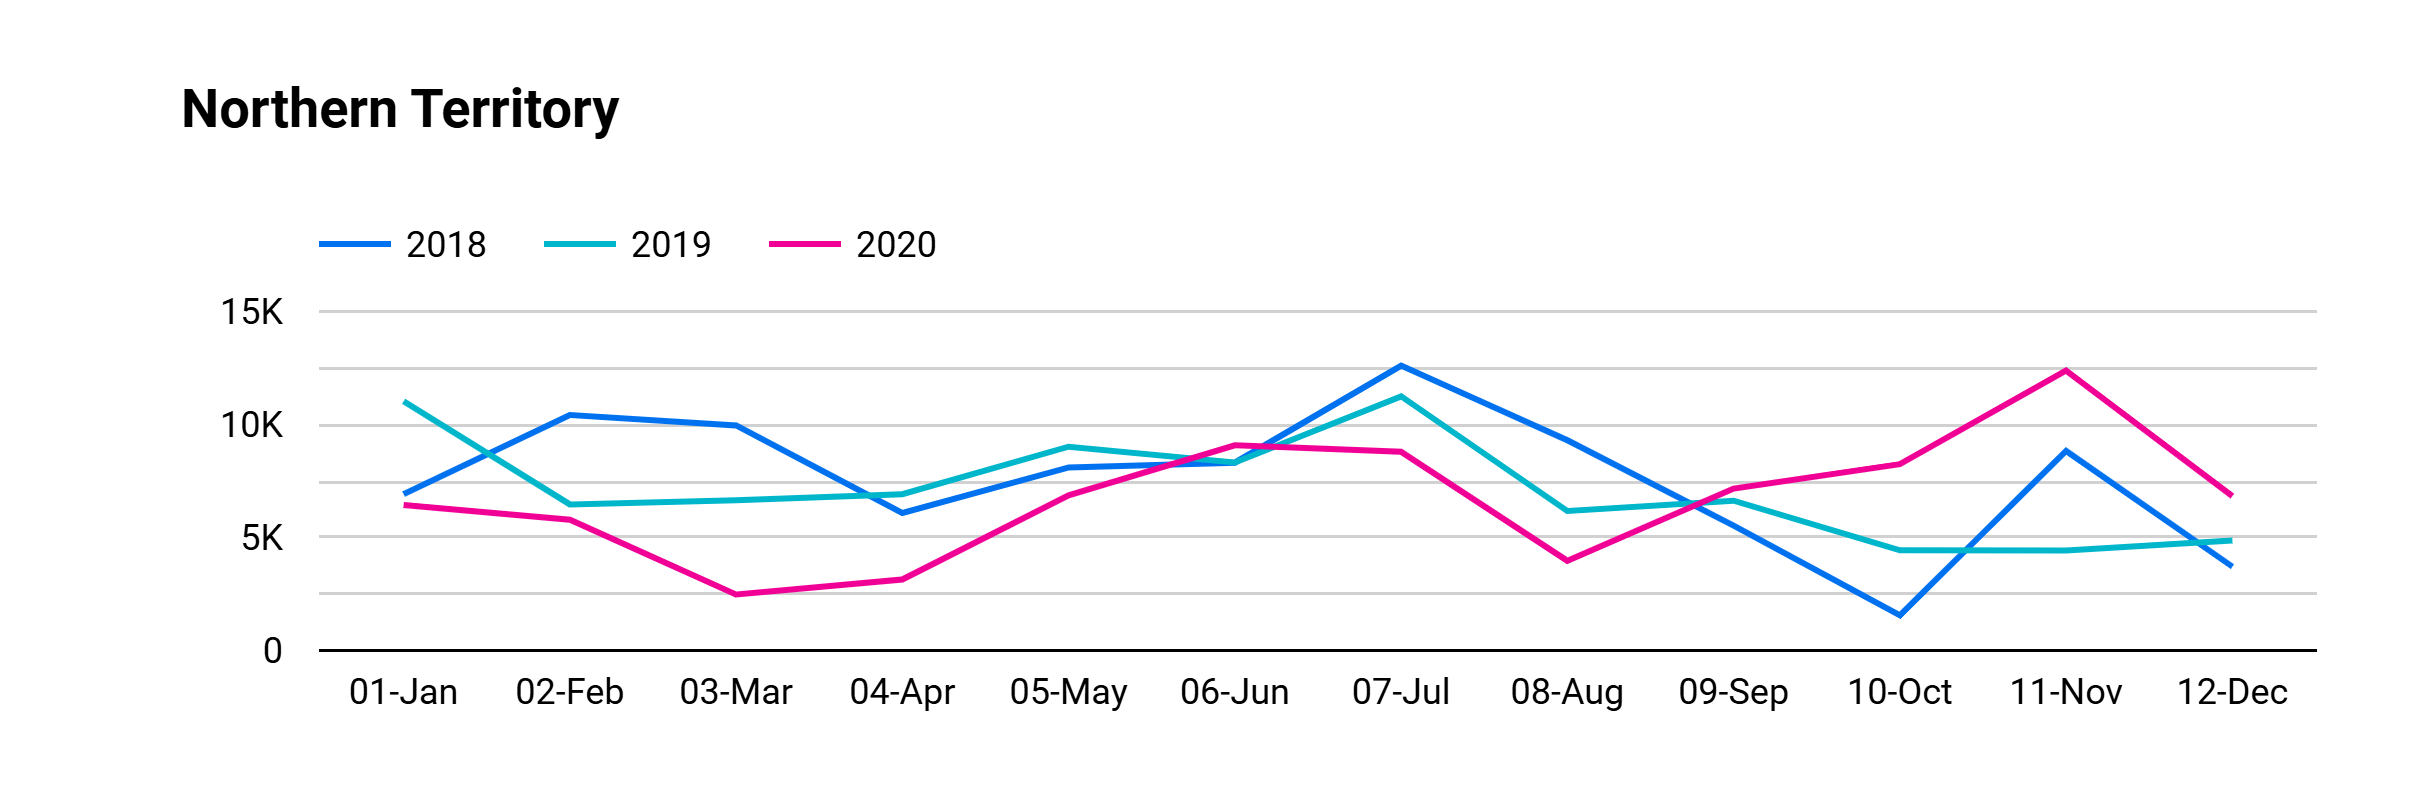 Northern Territory
2018 2019 2020
15K
10K
5K
0
01-Jan 02-Feb 03-Mar 04-Apr 05-May 06-Jun 07-Jul 08-Aug 09-Sep 10-Oct 11-Nov 12-Dec